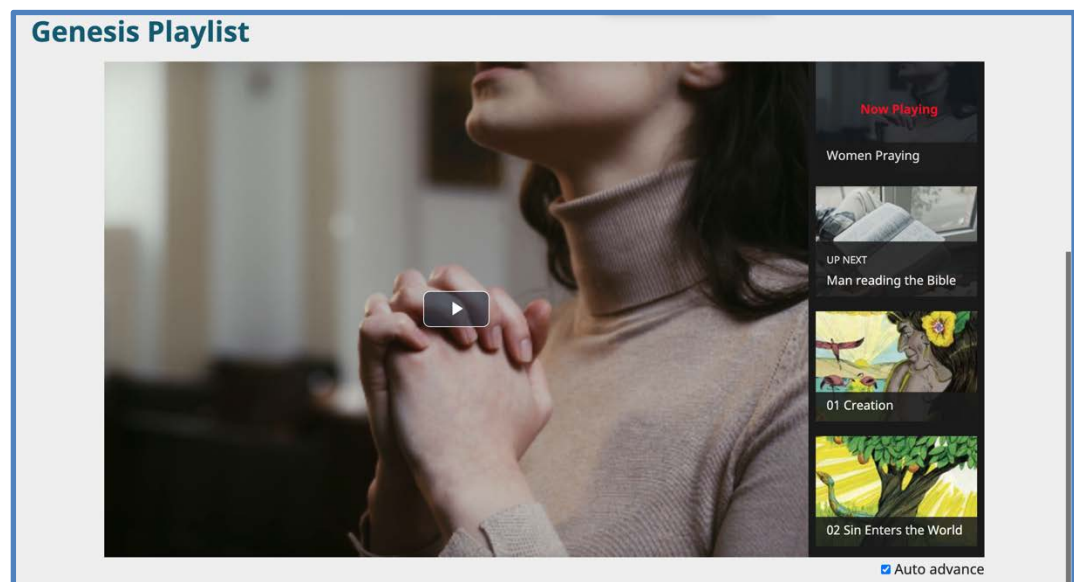 Genesis Playlist
Now Playing
Women Praying
UP NEXT
Man reading the Bible
01 Creation
02 Sin Enters the World
Auto advance